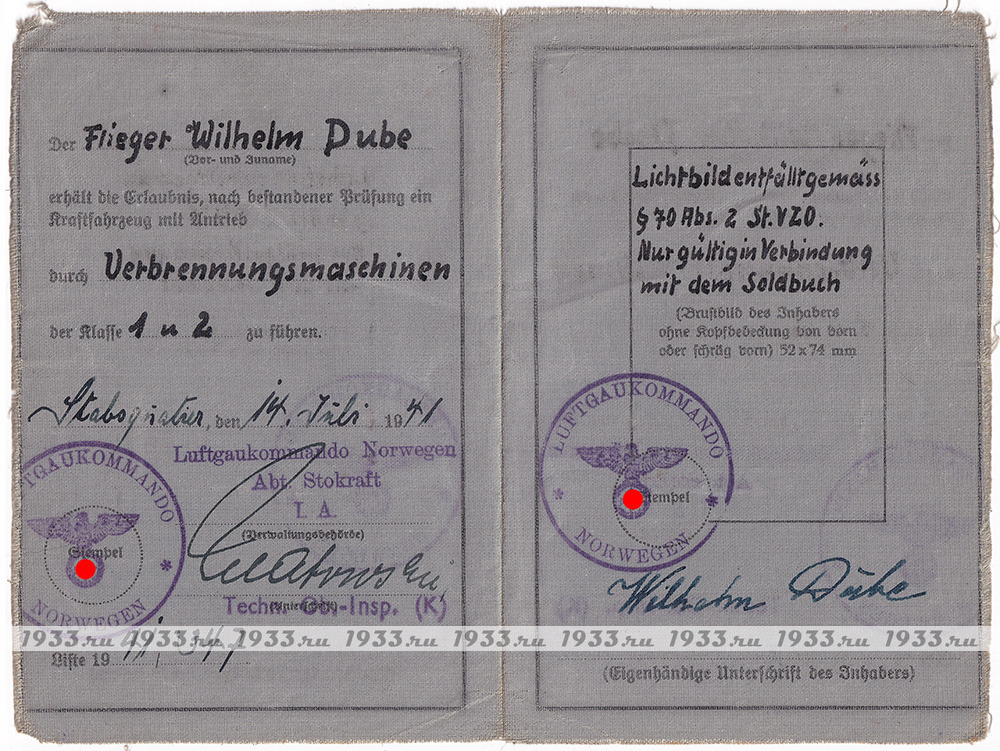 Der Flieger Wilhelm Dube
(Vor- und Zuname)
erhält die Erlaubnis, nach bestandener Prüfung ein
Kraftfahrzeug mit Antrieb
durch Verbrennungsmaschinen
der Klasse 1 u 2 zu führen.
Stabsquatier, den 14. Juli 1941
Luftgaukommando Norwegen
Abt. Stokraft
I. A.
(Verwaltungsbehörde)
LUFTGAUKOMMANDO
Stempel
NORWEGEN
(Unterschrift)
Techn. Ob.-Insp. (K)
Liste 19
Lichtbild entfällt gemäss
§ 70 Abs. 2 St.VZO.
Nur gültig in Verbindung
mit dem Soldbuch
(Brustbild des Inhabers
ohne Kopfbedeckung von vorn
oder schräg vorn) 52 x 74 mm
LUFTGAUKOMMANDO
Stempel
NORWEGEN
Wilhelm Dube
1933.ru 1933.ru 1933.ru 1933.ru 1933.ru 1933.ru 1933.ru 1933.ru 1933.ru
(Eigenhändige Unterschrift des Inhabers)